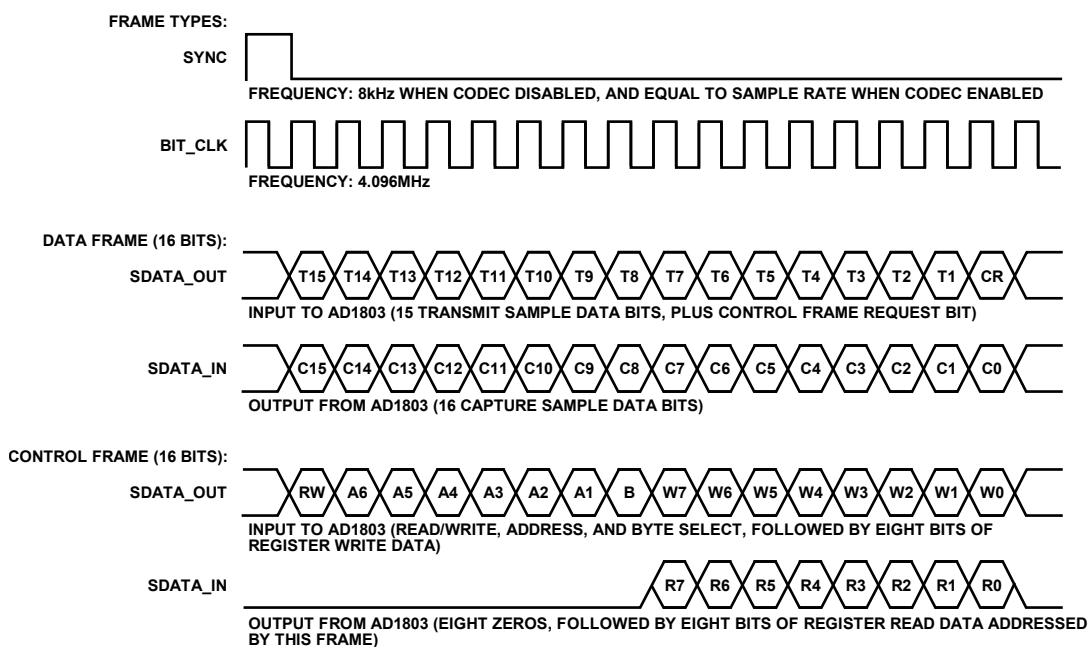 FRAME TYPES:
SYNC
FREQUENCY: 8kHz WHEN CODEC DISABLED, AND EQUAL TO SAMPLE RATE WHEN CODEC ENABLED
BIT_CLK
FREQUENCY: 4.096MHz
DATA FRAME (16 BITS):
SDATA_OUT
T15 T14 T13 T12 T11 T10 T9 T8 T7 T6 T5 T4 T3 T2 T1 CR
INPUT TO AD1803 (15 TRANSMIT SAMPLE DATA BITS, PLUS CONTROL FRAME REQUEST BIT)
SDATA_IN
C15 C14 C13 C12 C11 C10 C9 C8 C7 C6 C5 C4 C3 C2 C1 C0
OUTPUT FROM AD1803 (16 CAPTURE SAMPLE DATA BITS)
CONTROL FRAME (16 BITS):
SDATA_OUT
RW A6 A5 A4 A3 A2 A1 B W7 W6 W5 W4 W3 W2 W1 W0
INPUT TO AD1803 (READ/WRITE, ADDRESS, AND BYTE SELECT, FOLLOWED BY EIGHT BITS OF
REGISTER WRITE DATA)
SDATA_IN
R7 R6 R5 R4 R3 R2 R1 R0
OUTPUT FROM AD1803 (EIGHT ZEROS, FOLLOWED BY EIGHT BITS OF REGISTER READ DATA ADDRESSED
BY THIS FRAME)